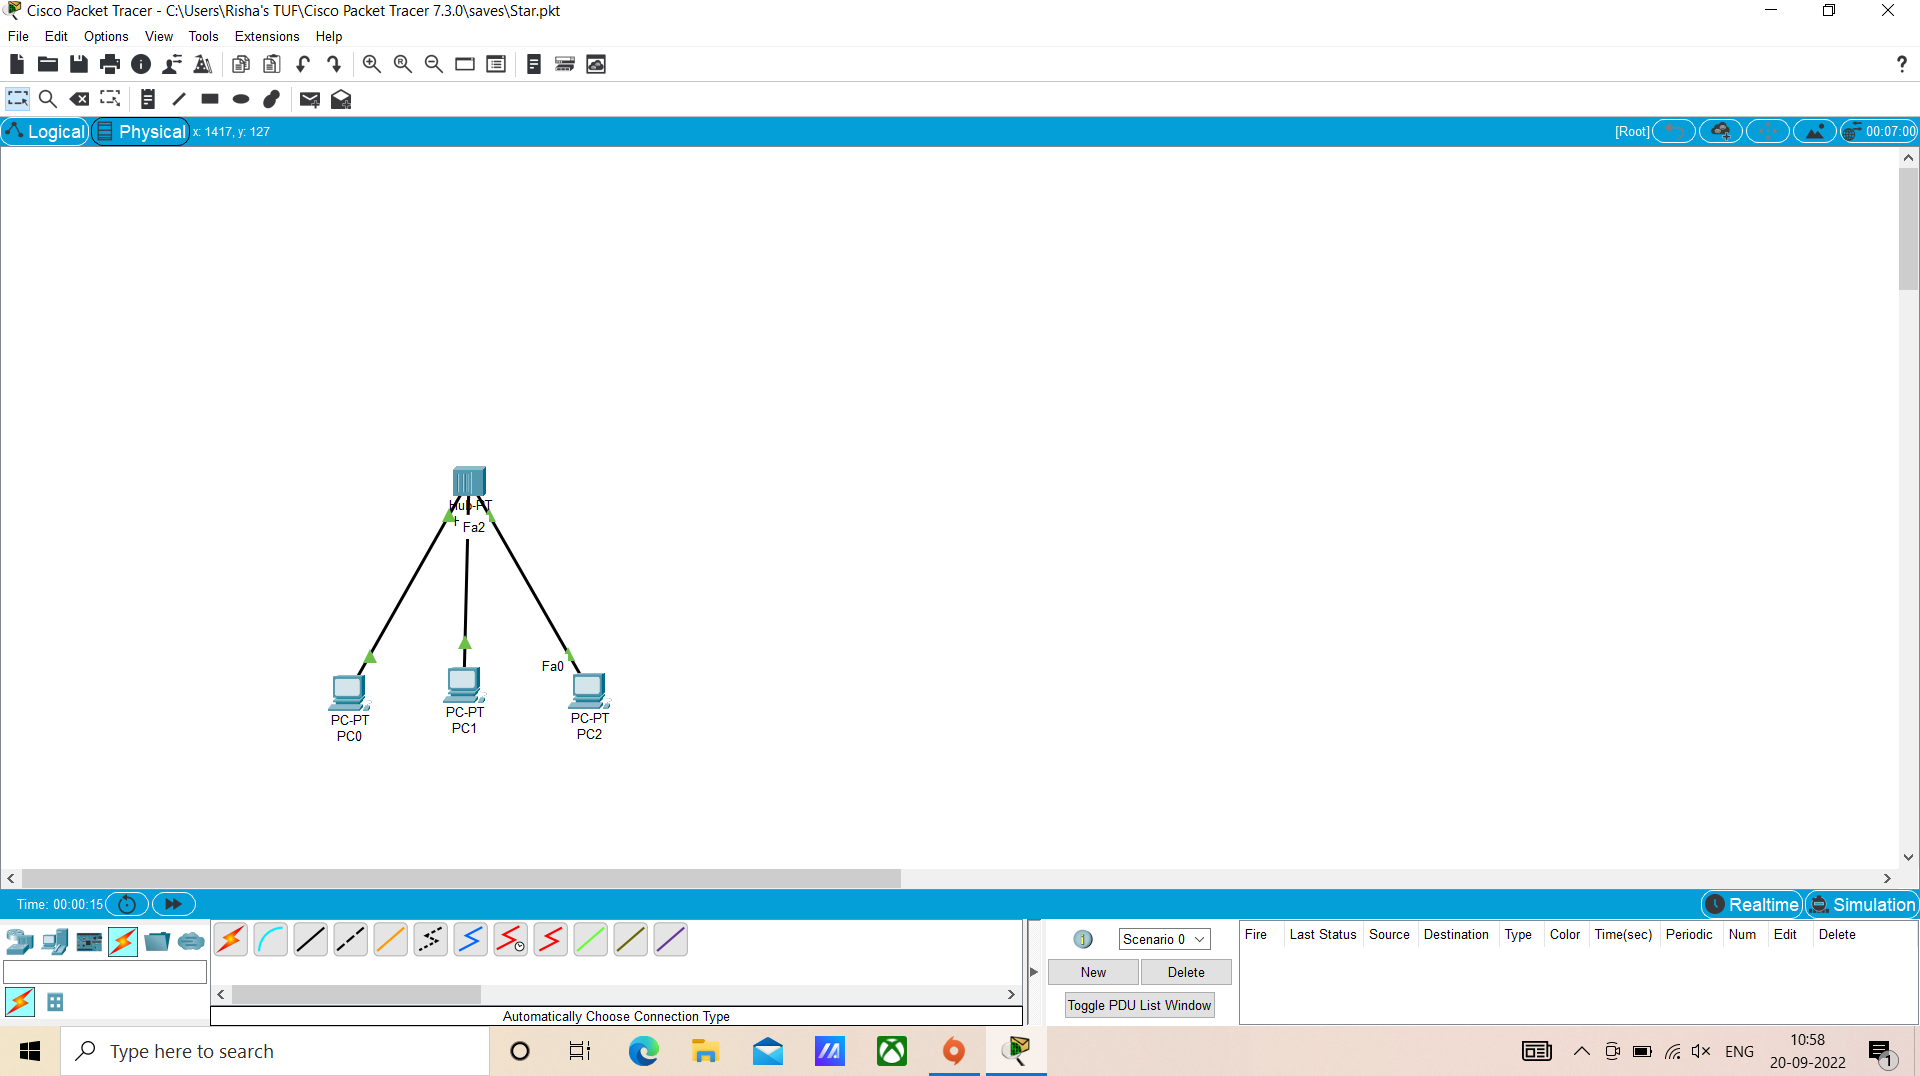 Cisco Packet Tracer - C:\Users\Risha's TUF\Cisco Packet Tracer 7.3.0\saves\Star.pkt
File Edit Options View Tools Extensions Help
Logical Physical x: 1417, y: 127 [Root] 00:07:00
Hub-PT
Fa2
Fa0
PC-PT
PC0
PC-PT
PC1
PC-PT
PC2
Time: 00:00:15 Realtime Simulation
Scenario 0
New Delete
Toggle PDU List Window
Fire Last Status Source Destination Type Color Time(sec) Periodic Num Edit Delete
Automatically Choose Connection Type
Type here to search
ENG
10:58
20-09-2022
1